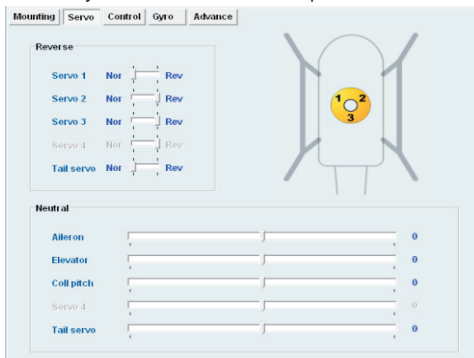 Mounting Servo Control Gyro Advance
Reverse
Servo 1 Nor Rev
Servo 2 Nor Rev
Servo 3 Nor Rev
Servo 4 Nor Rev
Tail servo Nor Rev
1 2
3
Neutral
Aileron 0
Elevator 0
Coll pitch 0
Servo 4 0
Tail servo 0